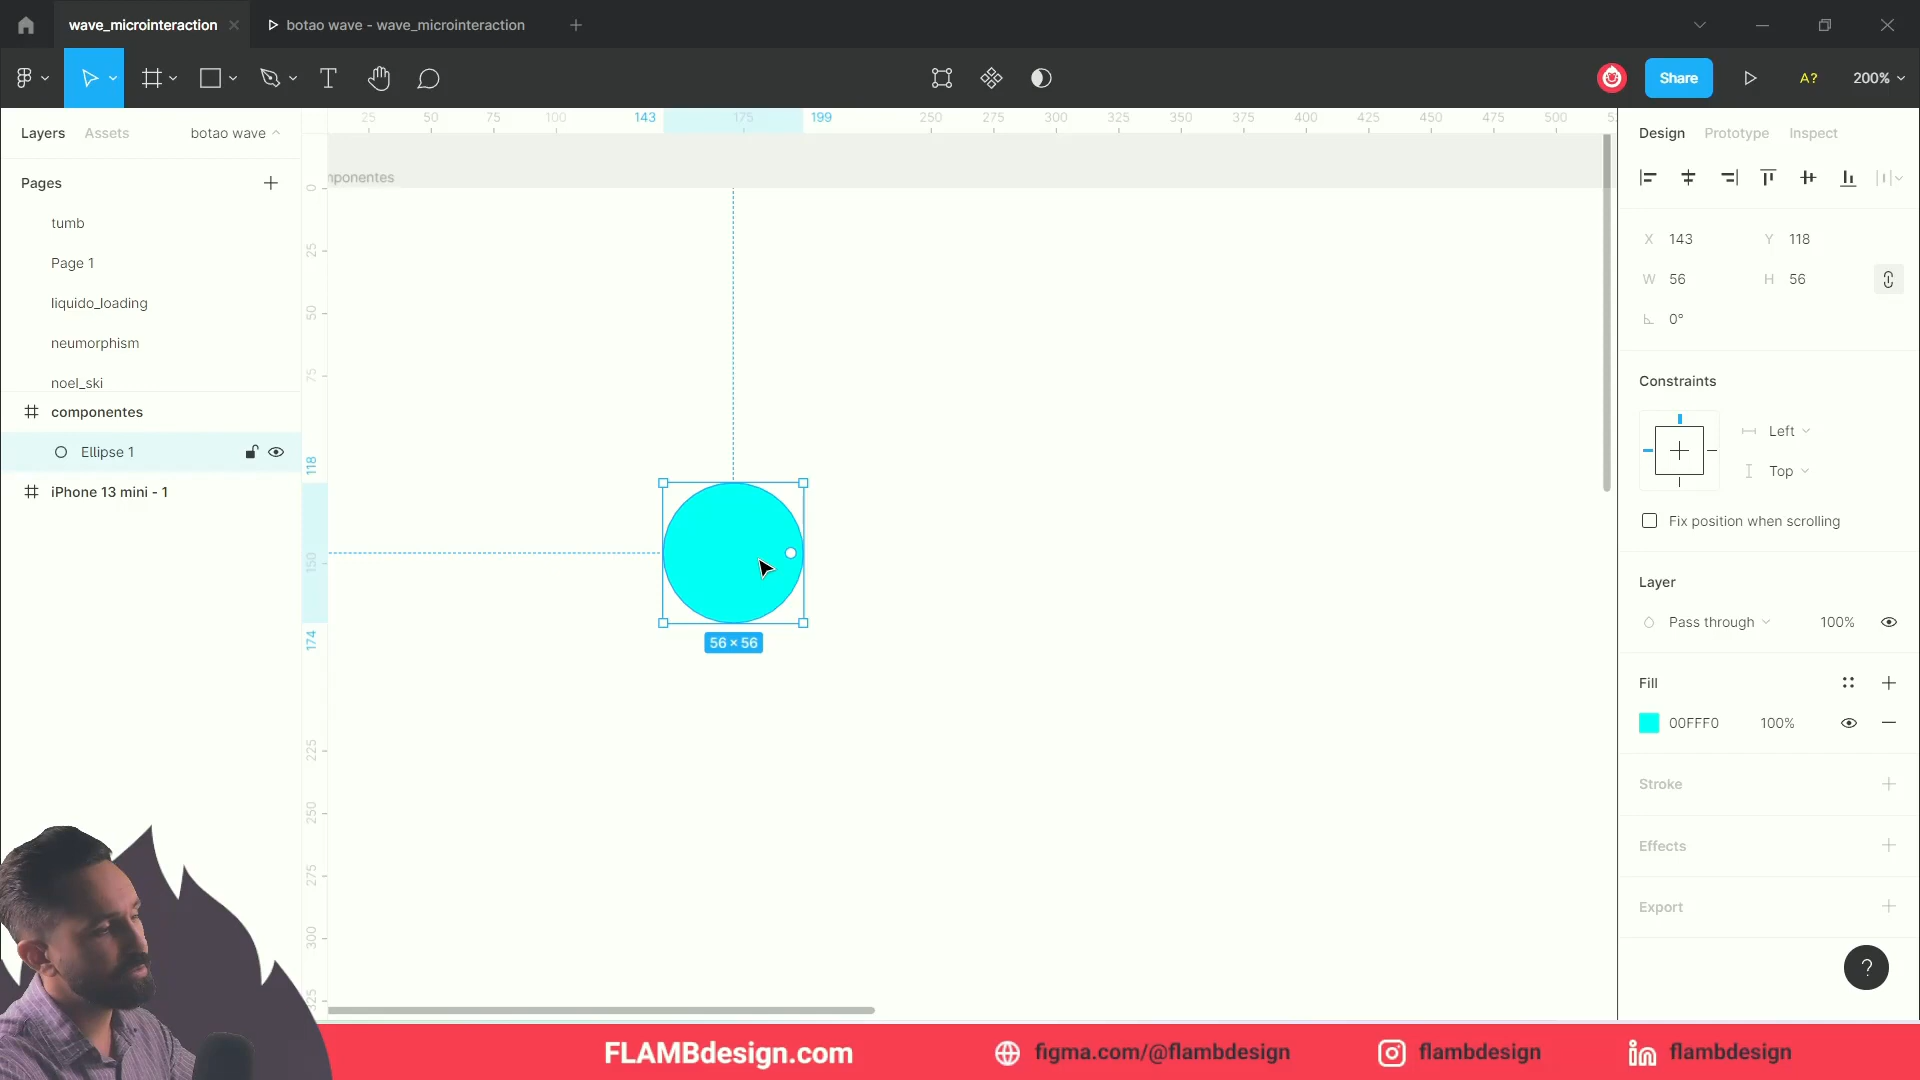 wave_microinteraction
botao wave - wave_microinteraction
Share
A?
200%
Layers
Assets
botao wave
Pages
tumb
Page 1
liquido_loading
neumorphism
noel_ski
componentes
Ellipse 1
iPhone 13 mini - 1
25
50
75
100
143
175
199
250
275
300
325
350
375
400
425
450
475
500
mponentes
0
25
50
75
118
150
174
225
250
275
300
325
56 × 56
Design
Prototype
Inspect
X 143
Y 118
W 56
H 56
0°
Constraints
Left
Top
Fix position when scrolling
Layer
Pass through
100%
Fill
00FFF0
100%
Stroke
Effects
Export
?
FLAMBdesign.com
figma.com/@flambdesign
flambdesign
flambdesign